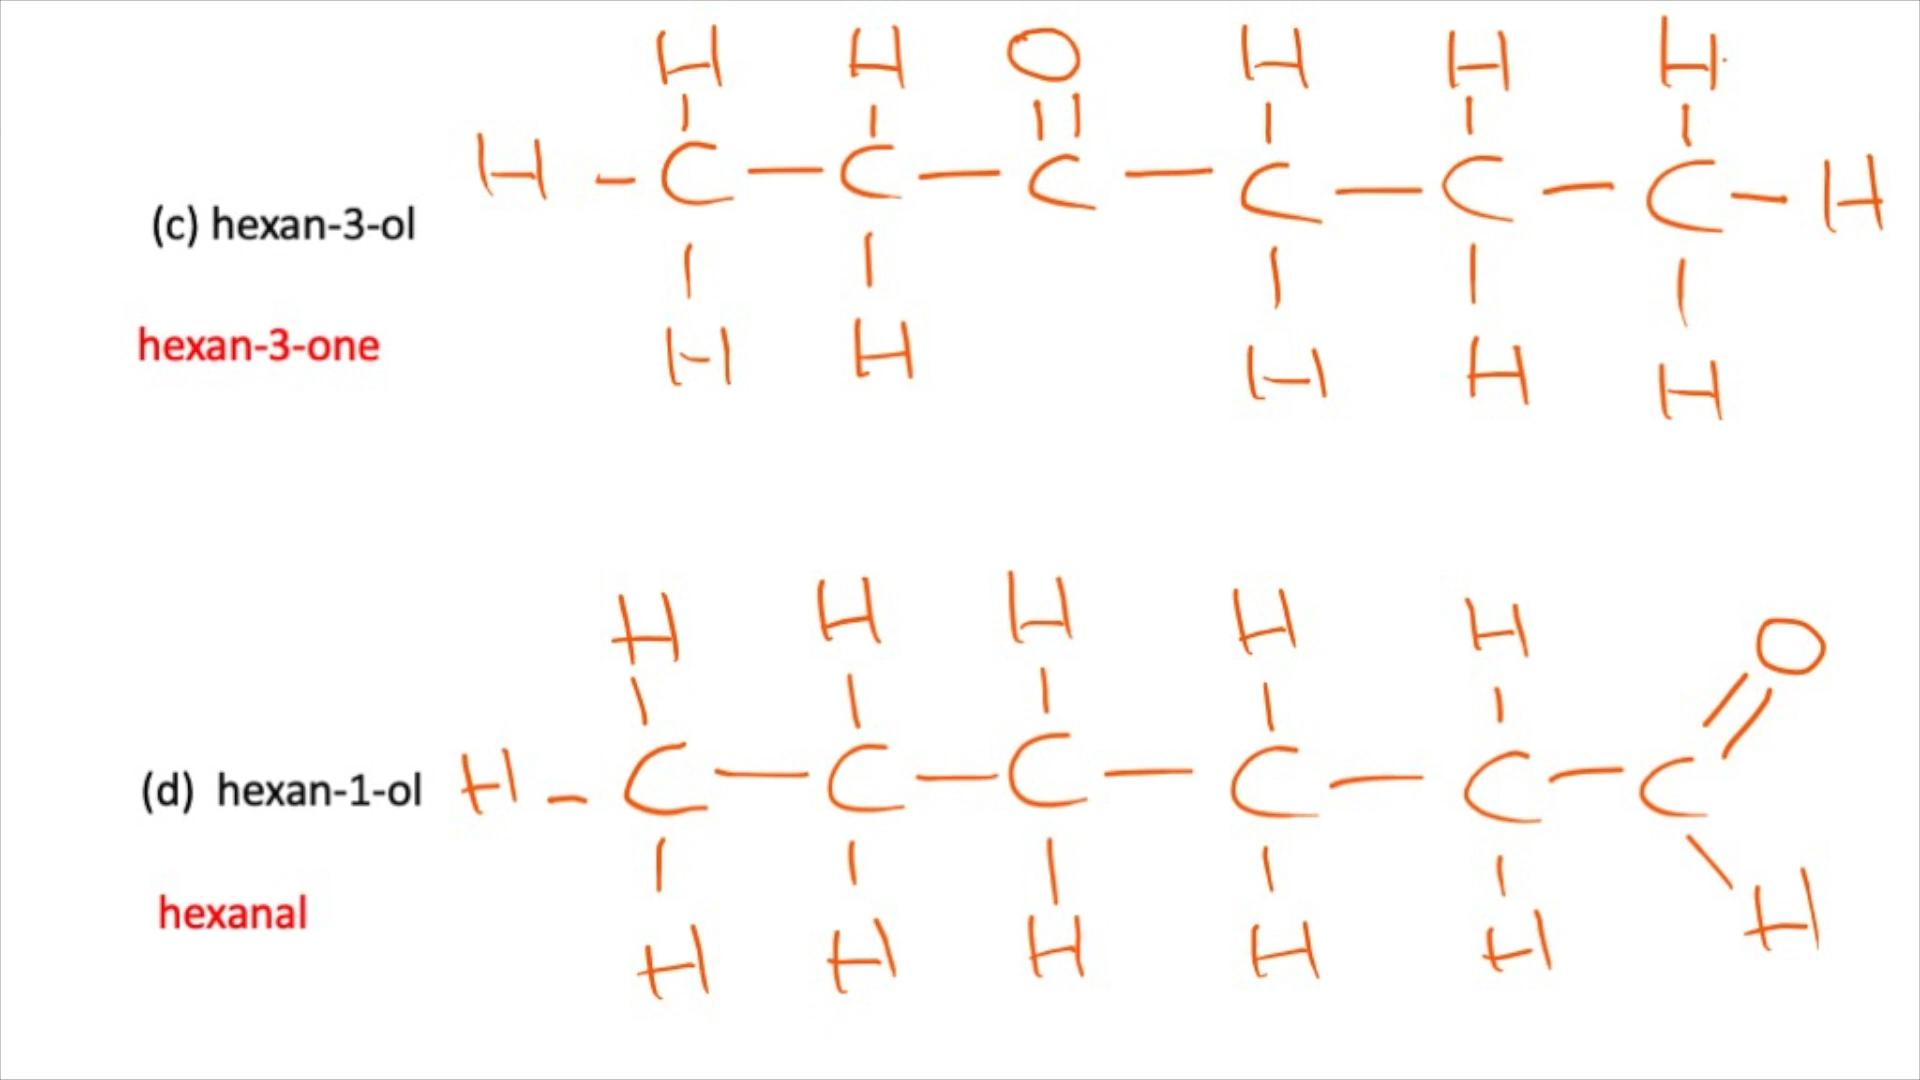 H H O H H H
H - C - C - C - C - C - C - H
(c) hexan-3-ol
hexan-3-one
H H H H H
H H H H H O
(d) hexan-1-ol H - C - C - C - C - C - C
hexanal
H H H H H H